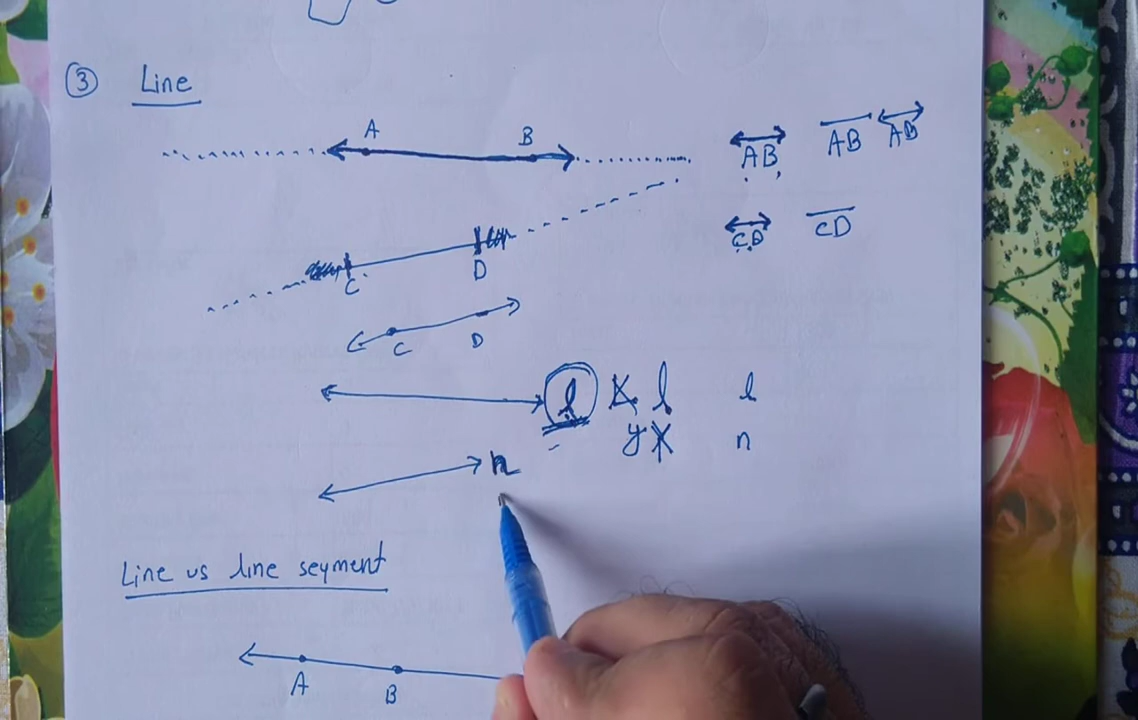 ③ Line
A B AB AB AB
CD CD
C D
C D
l l l
y n
n
Line vs line segment
A B